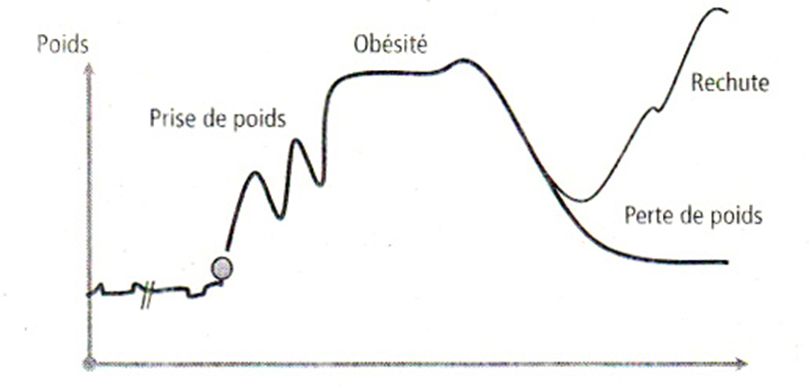 Poids
Obésité
Prise de poids
Rechute
Perte de poids